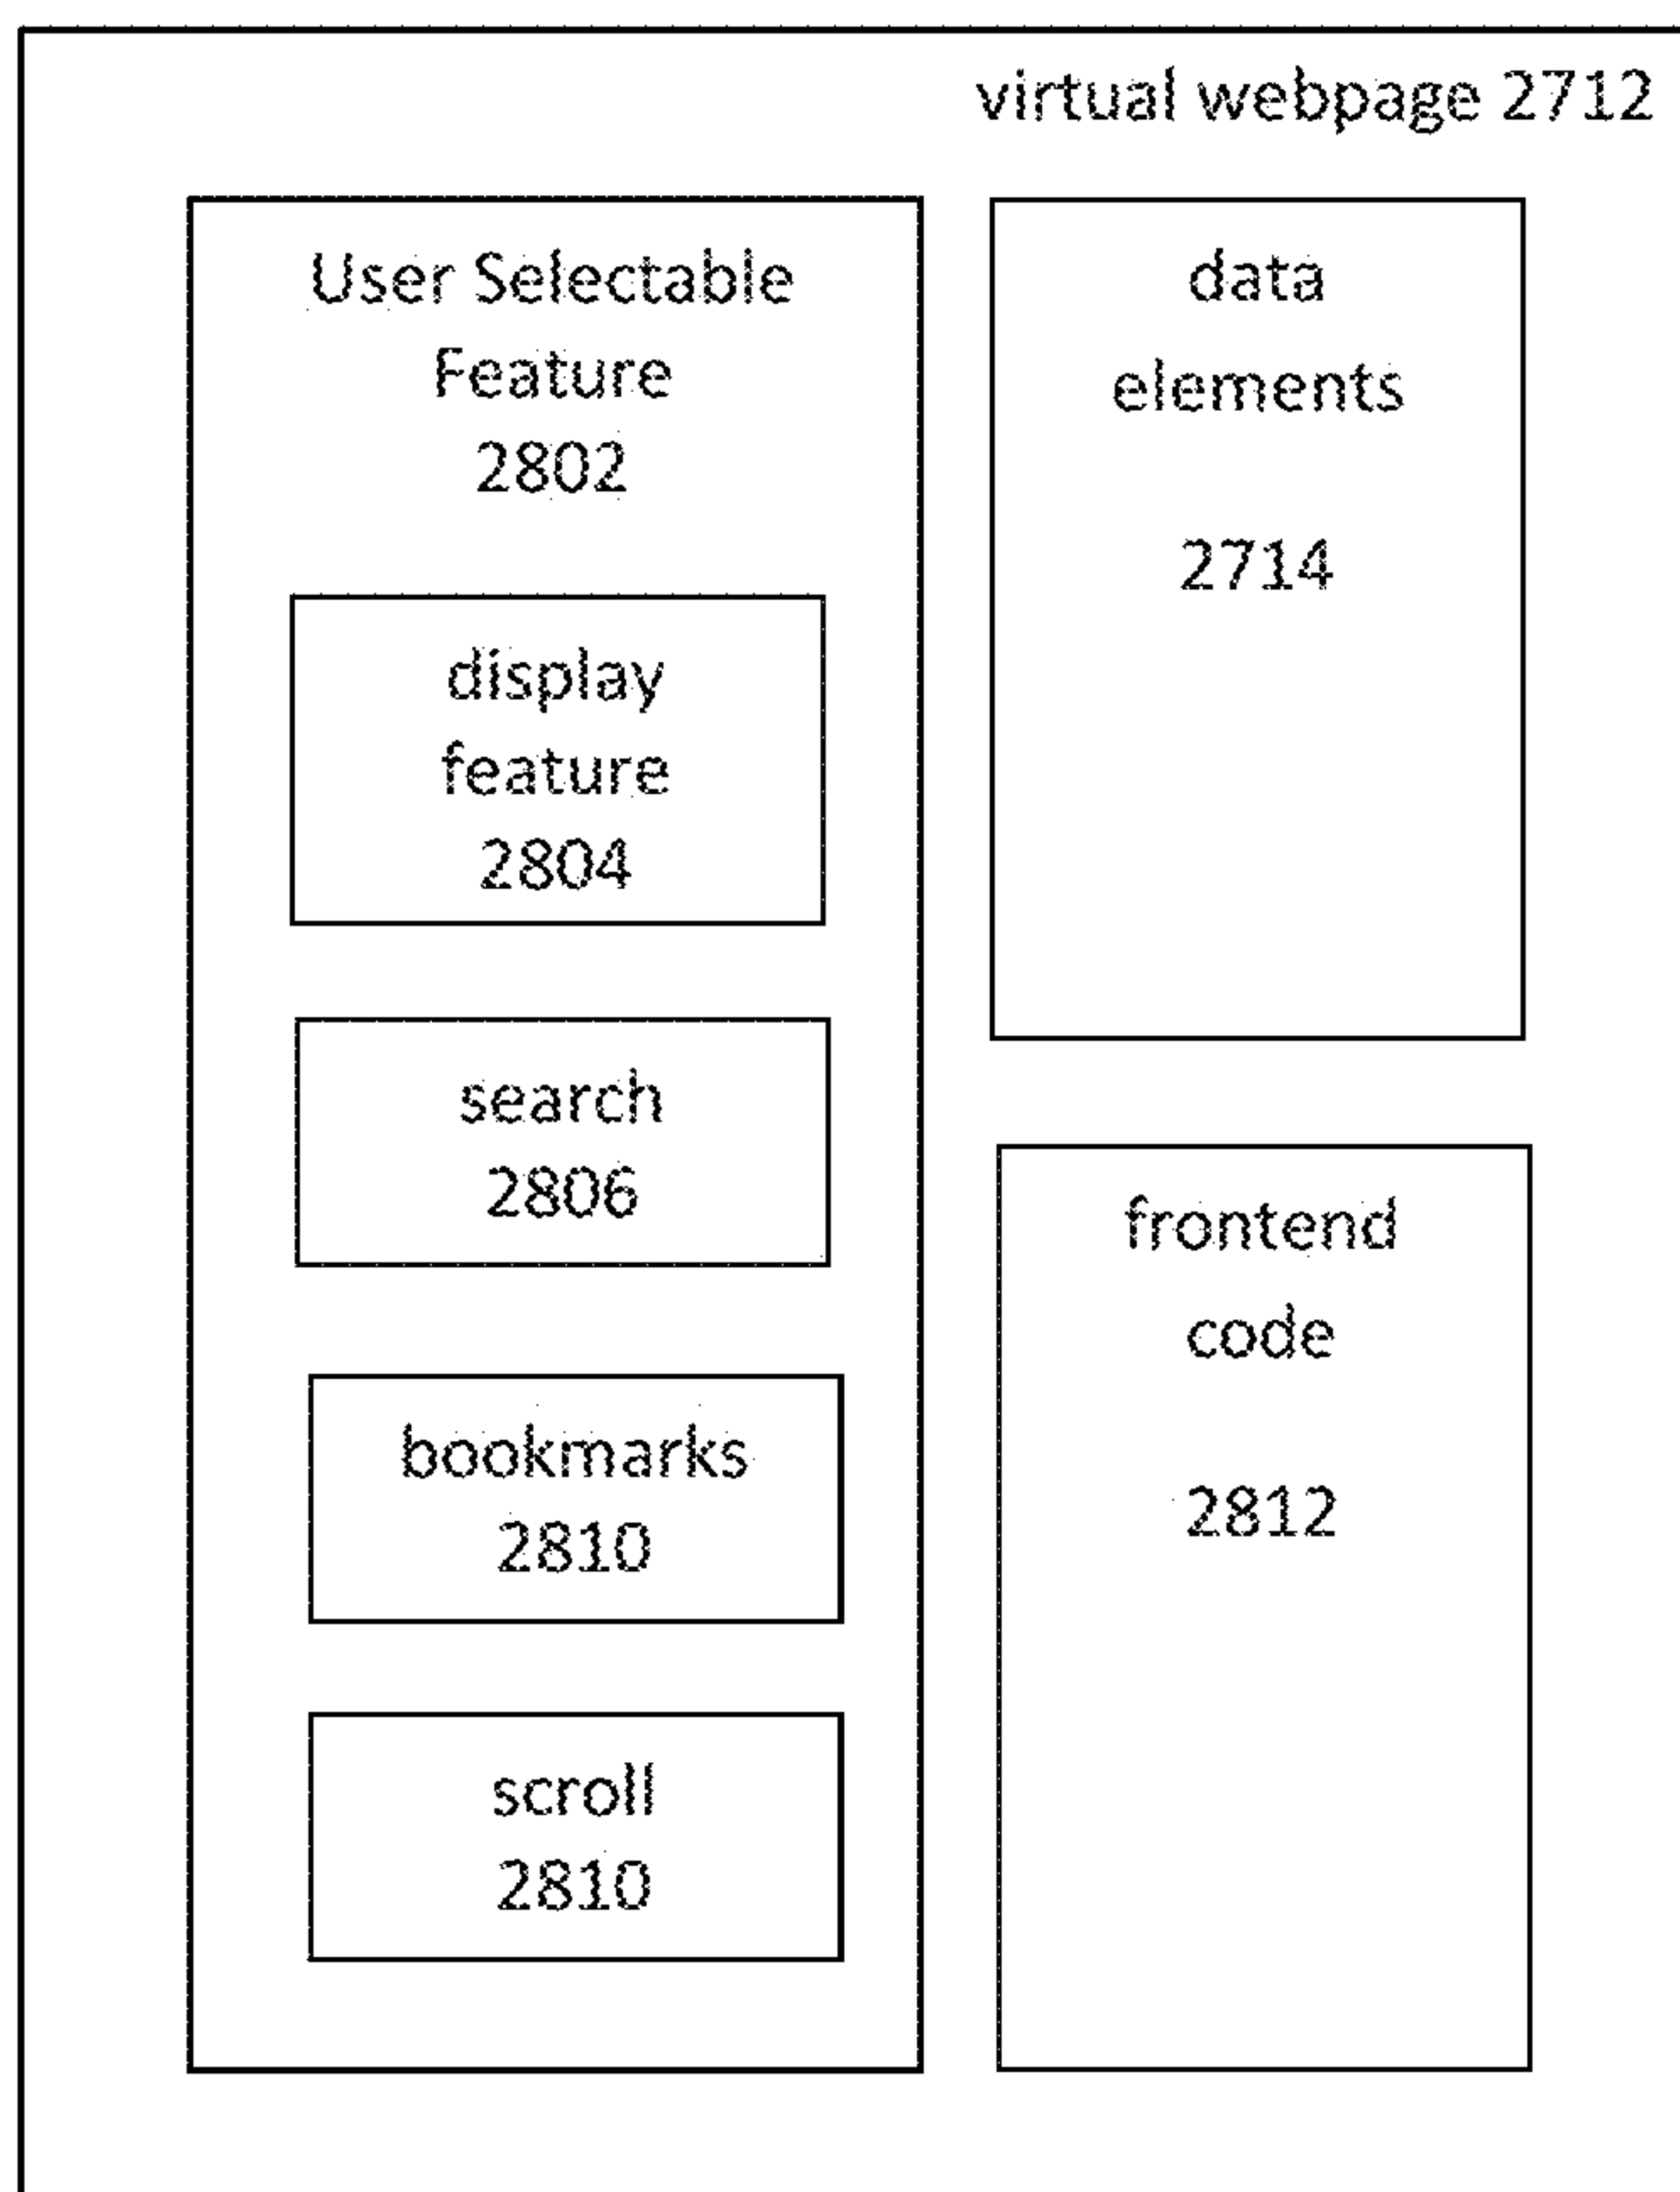 virtual webpage 2712
User Selectable
Feature
2802
display
feature
2804
search
2806
bookmarks
2810
scroll
2810
data
elements
2714
frontend
code
2812